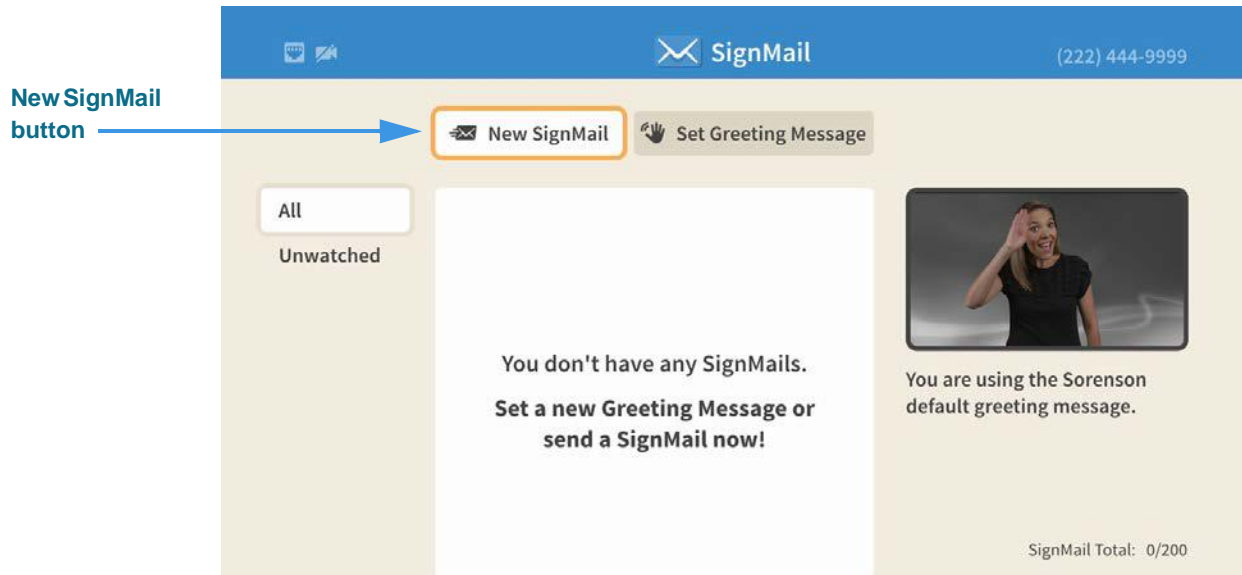 SignMail
(222) 444-9999
New SignMail
button
New SignMail
Set Greeting Message
All
Unwatched
You don't have any SignMails.
Set a new Greeting Message or
send a SignMail now!
You are using the Sorenson
default greeting message.
SignMail Total: 0/200